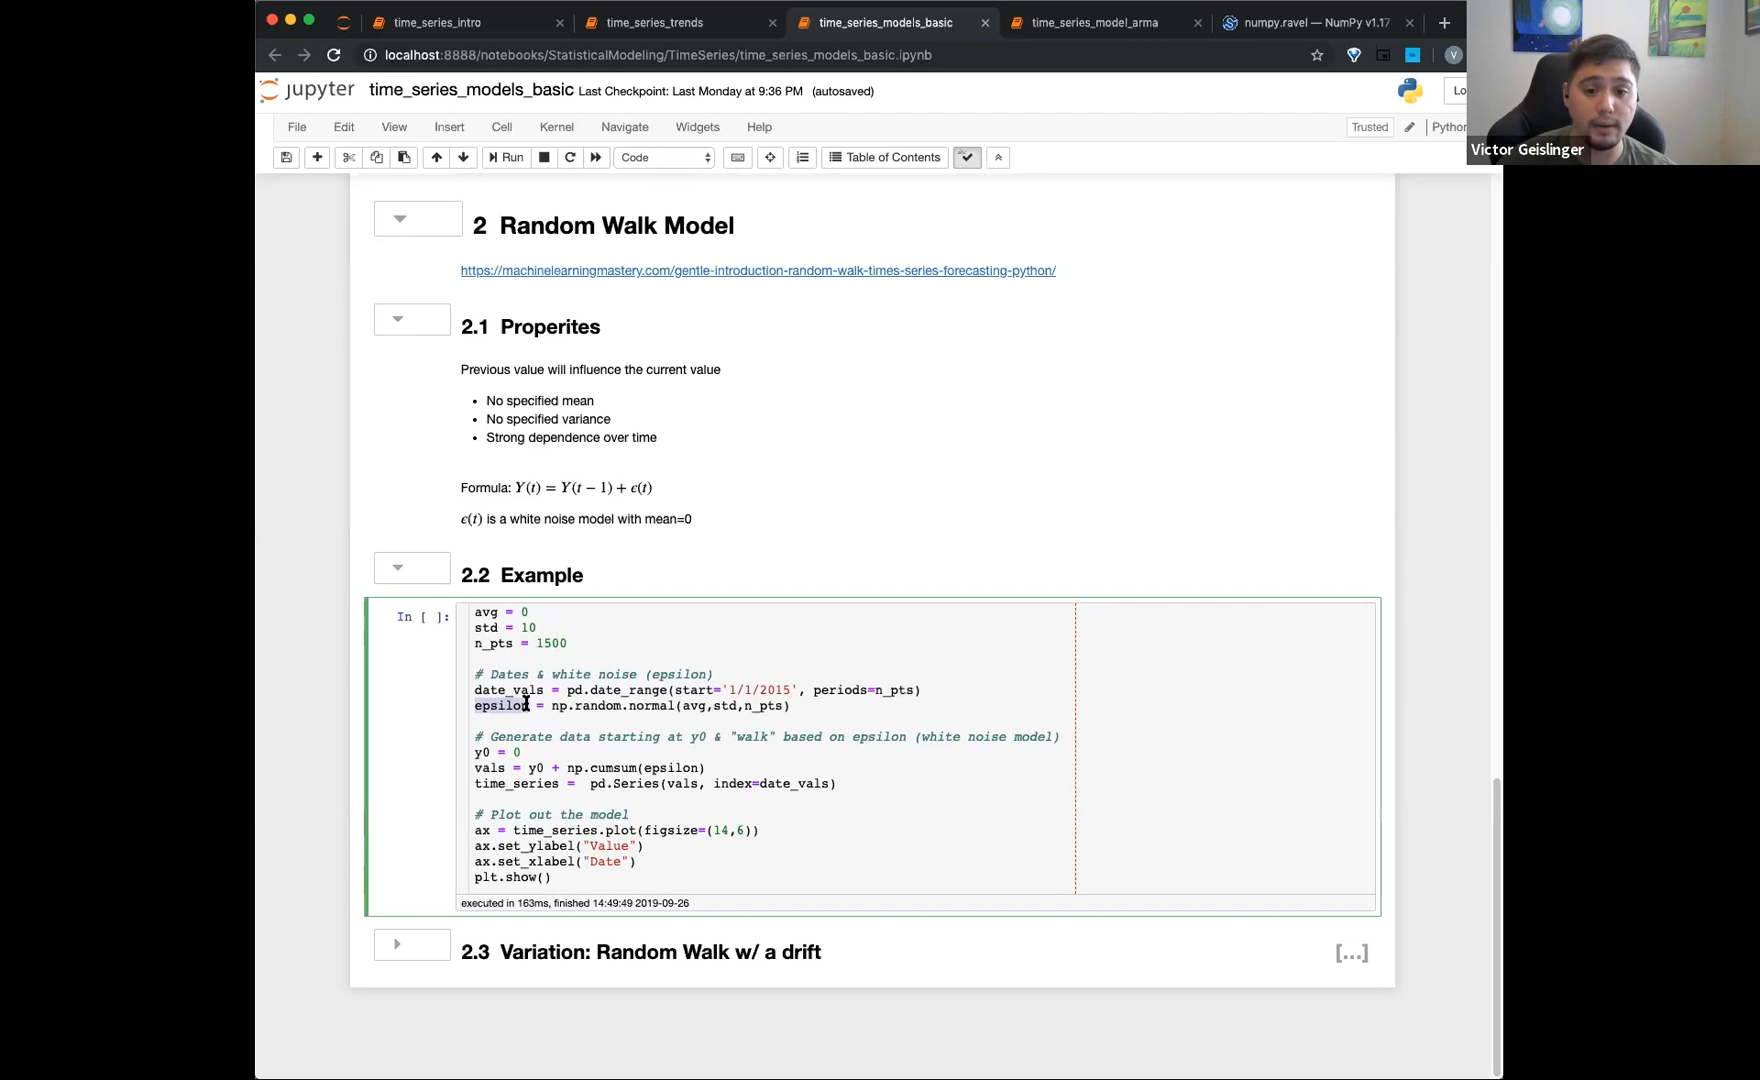 time_series_intro
time_series_trends
time_series_models_basic
time_series_model_arma
numpy.ravel — NumPy v1.17
localhost:8888/notebooks/StatisticalModeling/TimeSeries/time_series_models_basic.ipynb
V
jupyter time_series_models_basic Last Checkpoint: Last Monday at 9:36 PM (autosaved)
Lo
File Edit View Insert Cell Kernel Navigate Widgets Help
Trusted
Python
Run
Code
Table of Contents
Victor Geislinger
2 Random Walk Model
https://machinelearningmastery.com/gentle-introduction-random-walk-times-series-forecasting-python/
2.1 Properites
Previous value will influence the current value
• No specified mean
• No specified variance
• Strong dependence over time
Formula: Y(t) = Y(t − 1) + ϵ(t)
ϵ(t) is a white noise model with mean=0
2.2 Example
In [ ]:
avg = 0
std = 10
n_pts = 1500
# Dates & white noise (epsilon)
date_vals = pd.date_range(start='1/1/2015', periods=n_pts)
epsilon = np.random.normal(avg,std,n_pts)
# Generate data starting at y0 & "walk" based on epsilon (white noise model)
y0 = 0
vals = y0 + np.cumsum(epsilon)
time_series =  pd.Series(vals, index=date_vals)
# Plot out the model
ax = time_series.plot(figsize=(14,6))
ax.set_ylabel("Value")
ax.set_xlabel("Date")
plt.show()
executed in 163ms, finished 14:49:49 2019-09-26
2.3 Variation: Random Walk w/ a drift
[...]